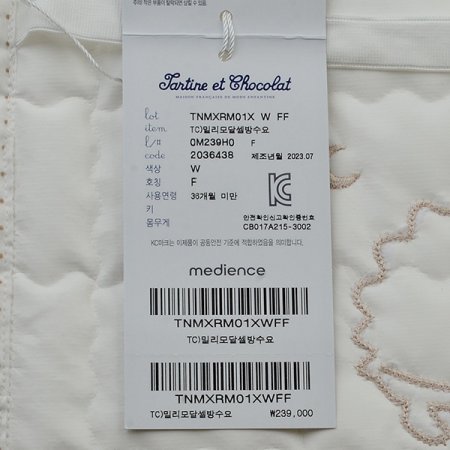 Tartine et Chocolat
MAISON FRANÇAISE DE MODE ENFANTINE
lot TNMXRM01X W FF
item TC)밀리모달셀방수요
l/# 0M239H0 F
code 2036438 제조년월 2023.07
색상 W
호칭 F
사용연령 36개월 미만
키
몸무게
안전확인신고확인증번호
CB017A215-3002
KC마크는 이제품이 공통안전 기준에 적합하였음을 의미합니다.
medience
TNMXRM01XWFF
TC)밀리모달셀방수요
TNMXRM01XWFF
TC)밀리모달셀방수요 ₩239,000